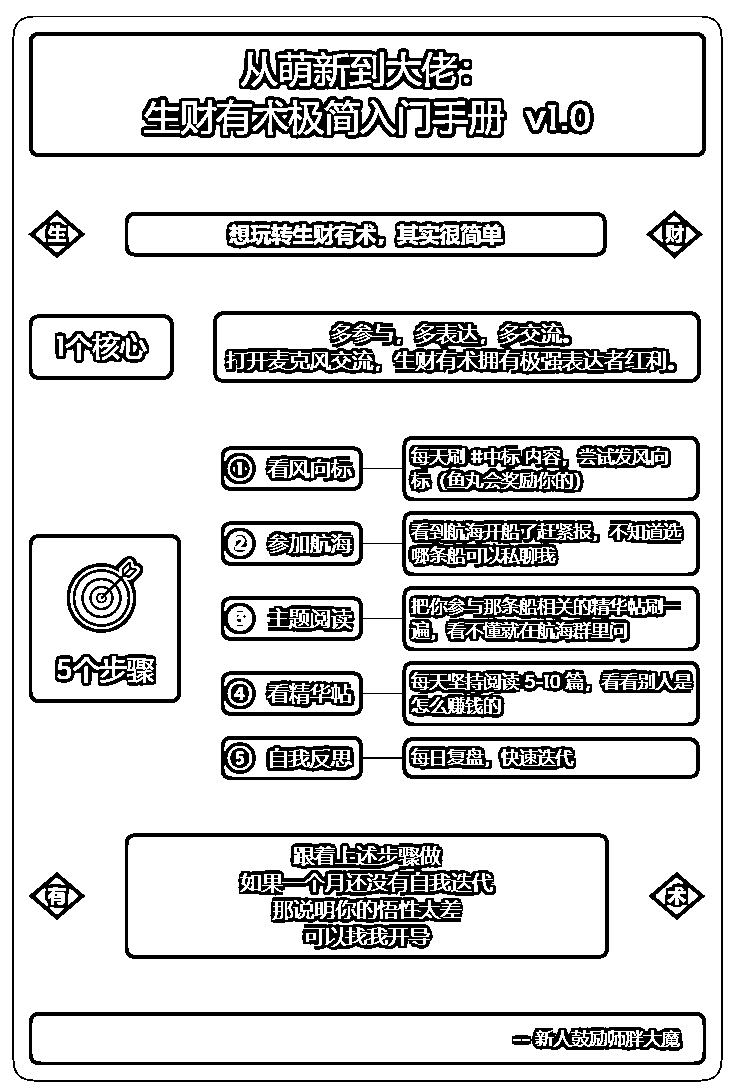 从萌新到大佬:
生财有术极简入门手册 v1.0
生
想玩转生财有术，其实很简单
财
1个核心
多参与，多表达，多交流。
打开麦克风交流，生财有术拥有极强表达者红利。
① 看风向标
每天刷 #中标 内容，尝试发风向
标（鱼丸会奖励你的）
② 参加航海
看到航海开船了赶紧报，不知道选
哪条船可以私聊我
5个步骤
③ 主题阅读
把你参与那条船相关的精华帖刷一
遍，看不懂就在航海群里问
④ 看精华帖
每天坚持阅读 5-10 篇，看看别人是
怎么赚钱的
⑤ 自我反思
每日复盘，快速迭代
有
跟着上述步骤做
如果一个月还没有自我迭代
那说明你的悟性太差
可以找我开导
术
— 新人鼓励师胖大魔